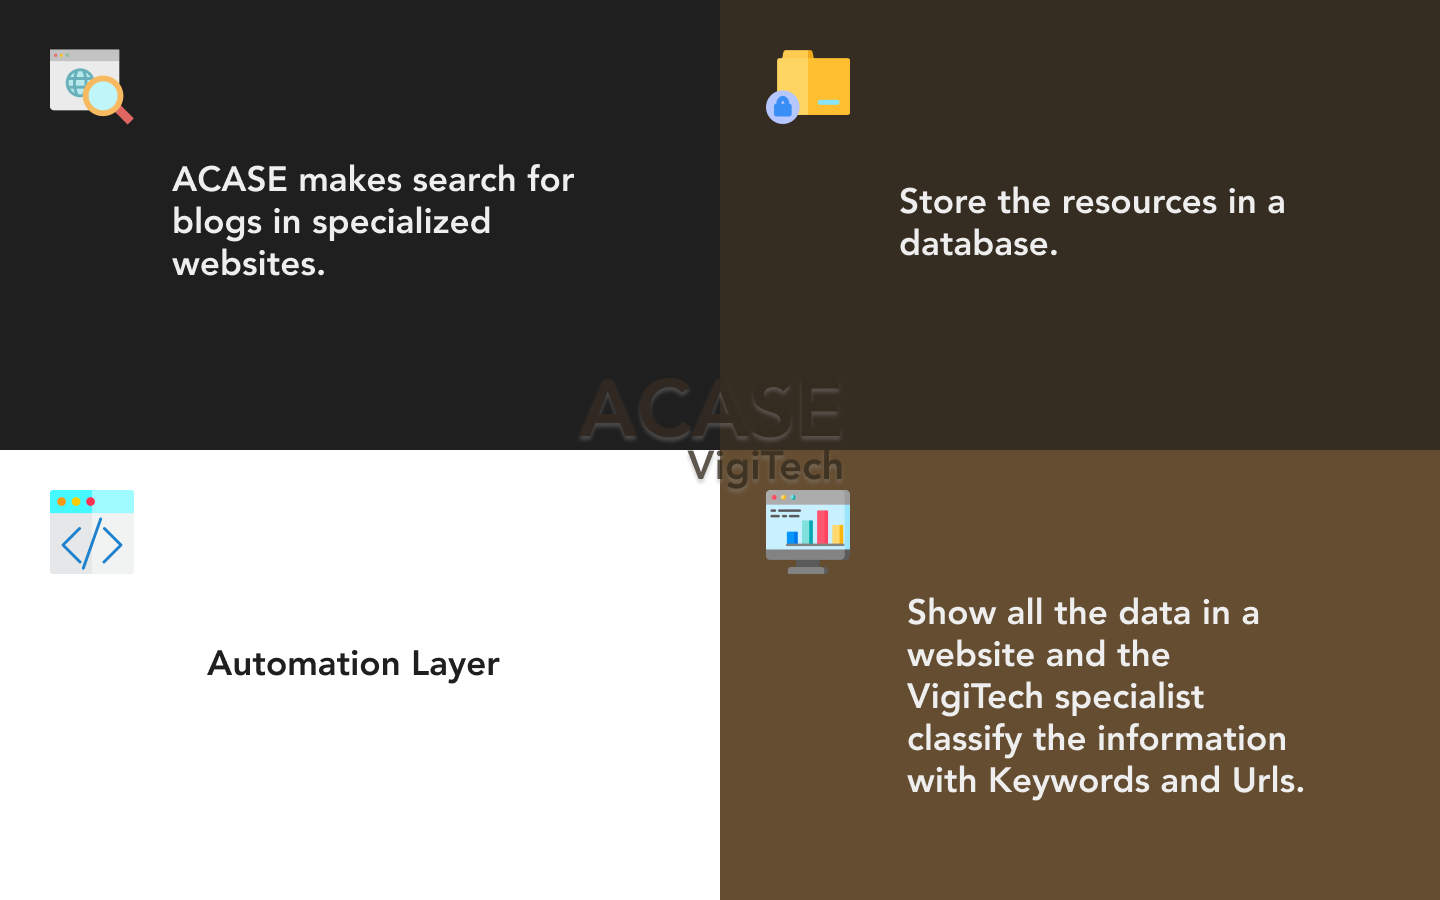 ACASE makes search for
blogs in specialized
websites.
Store the resources in a
database.
ACASE
VigiTech
Automation Layer
Show all the data in a
website and the
VigiTech specialist
classify the information
with Keywords and Urls.